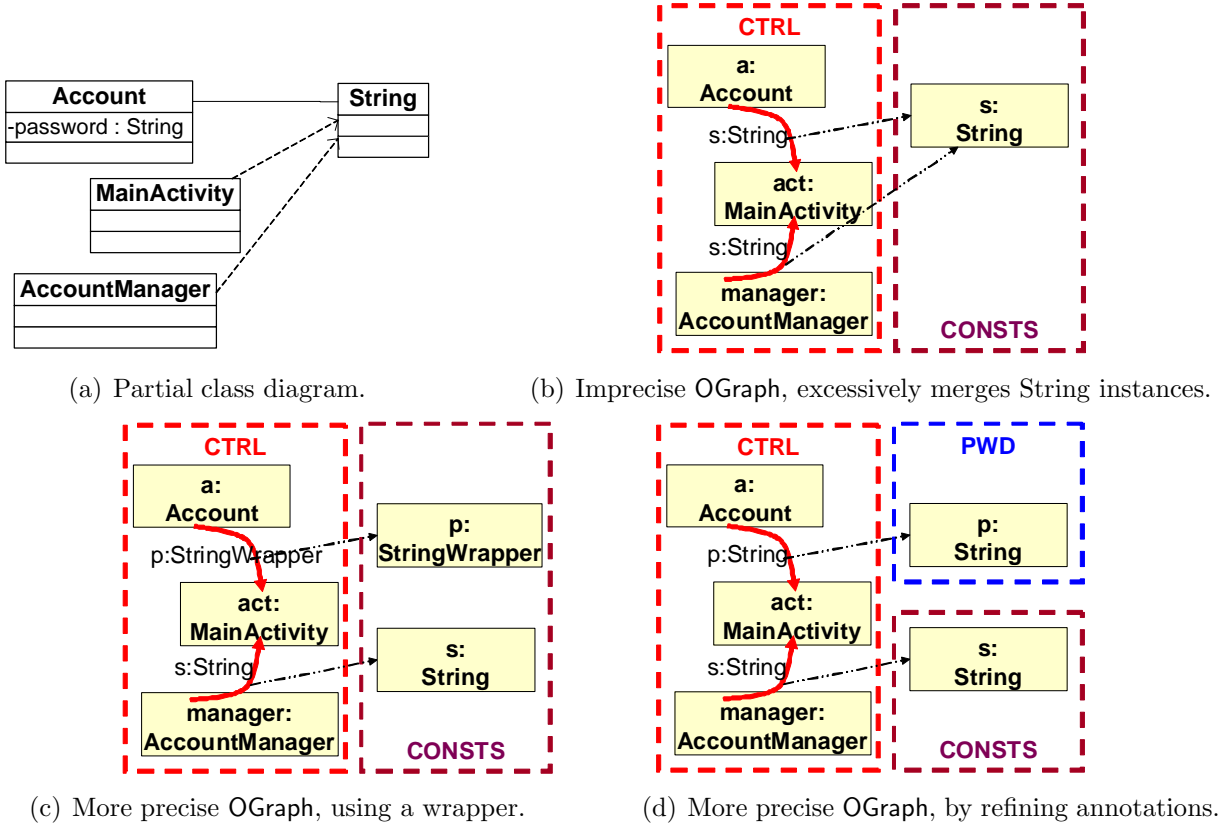 Account
-password : String
String
MainActivity
AccountManager
(a) Partial class diagram.
CTRL
a:
Account
s:String
act:
MainActivity
s:String
manager:
AccountManager
s:
String
CONSTS
(b) Imprecise OGraph, excessively merges String instances.
CTRL
a:
Account
p:StringWrapper
act:
MainActivity
s:String
manager:
AccountManager
p:
StringWrapper
s:
String
CONSTS
(c) More precise OGraph, using a wrapper.
CTRL
a:
Account
p:String
act:
MainActivity
s:String
manager:
AccountManager
PWD
p:
String
s:
String
CONSTS
(d) More precise OGraph, by refining annotations.